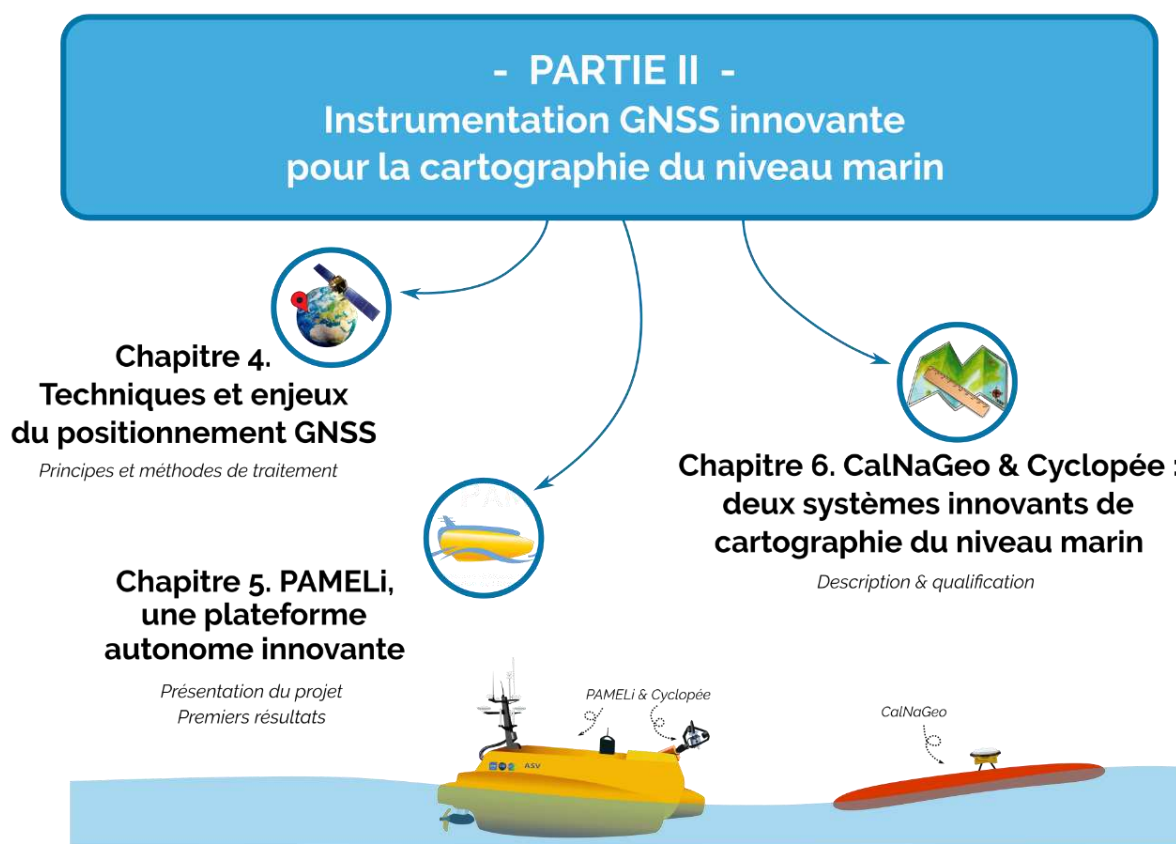 - PARTIE II -
Instrumentation GNSS innovante
pour la cartographie du niveau marin
Chapitre 4.
Techniques et enjeux
du positionnement GNSS
Principes et méthodes de traitement
Chapitre 5. PAMELi,
une plateforme
autonome innovante
Présentation du projet
Premiers résultats
Chapitre 6. CalNaGeo & Cyclopée :
deux systèmes innovants de
cartographie du niveau marin
Description & qualification
PAMELi & Cyclopée
CalNaGeo
ASV